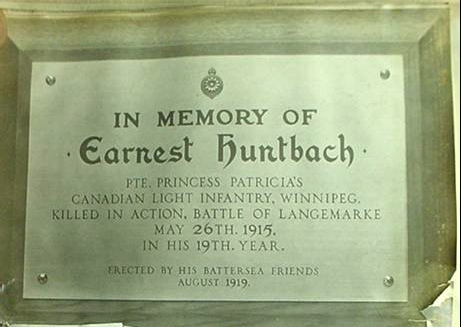 IN MEMORY OF
· Earnest Huntbach ·
PTE. PRINCESS PATRICIA'S
CANADIAN LIGHT INFANTRY, WINNIPEG.
KILLED IN ACTION, BATTLE OF LANGEMARKE
MAY 26TH. 1915,
IN HIS 19TH. YEAR.
ERECTED BY HIS BATTERSEA FRIENDS
AUGUST 1919.